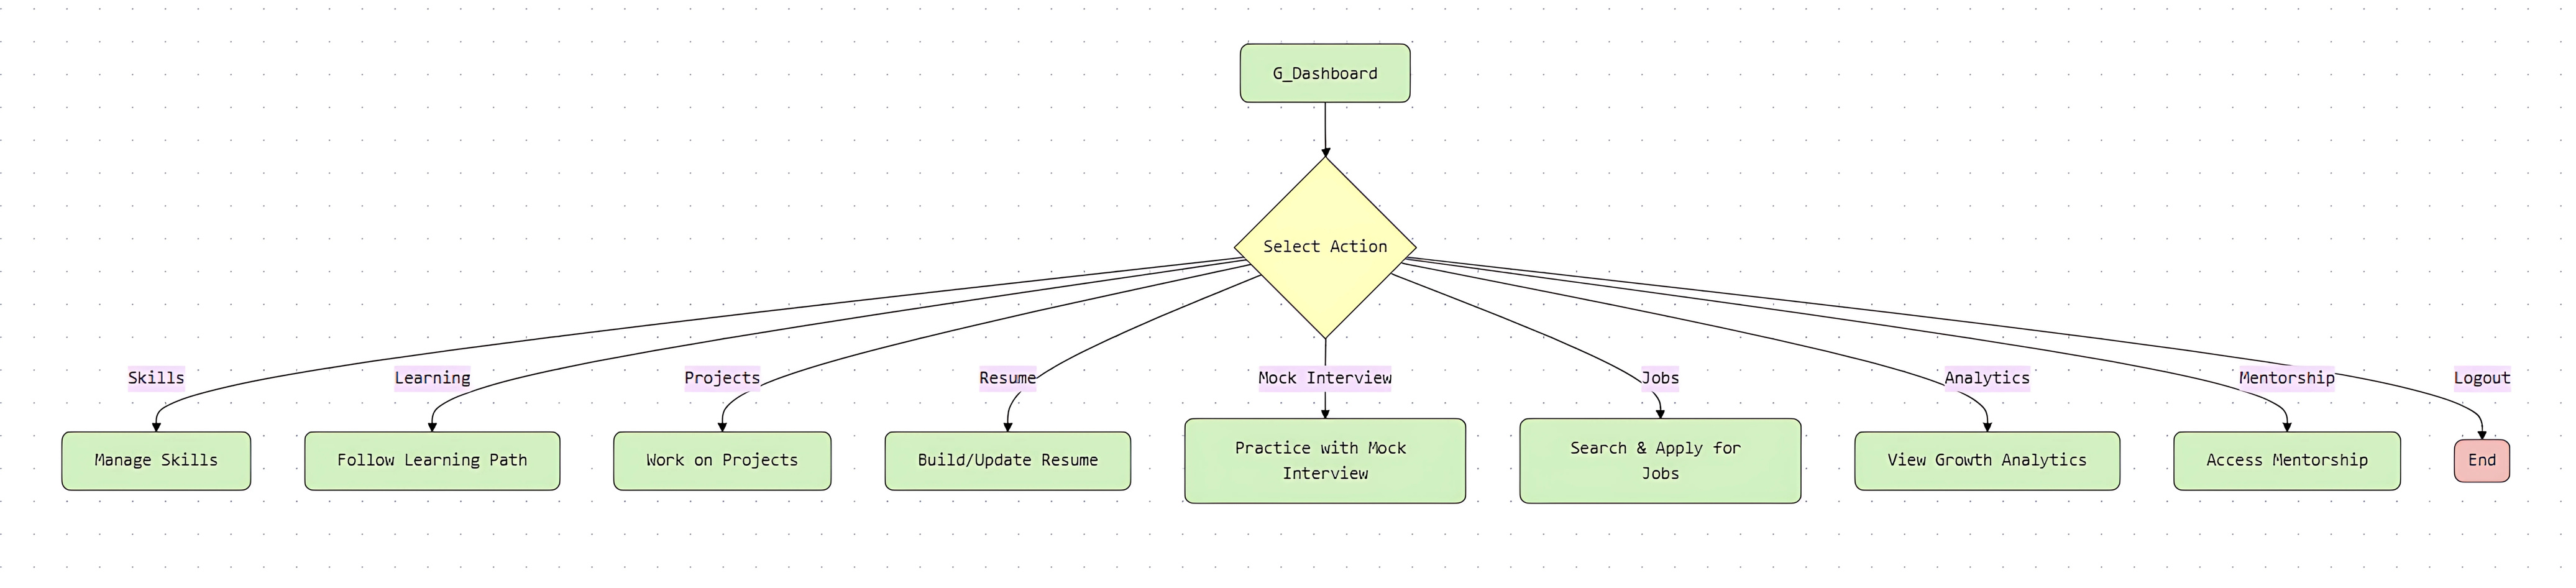 G_Dashboard
Select Action
Skills
Learning
Projects
Resume
Mock Interview
Jobs
Analytics
Mentorship
Logout
Manage Skills
Follow Learning Path
Work on Projects
Build/Update Resume
Practice with Mock
Interview
Search & Apply for
Jobs
View Growth Analytics
Access Mentorship
End